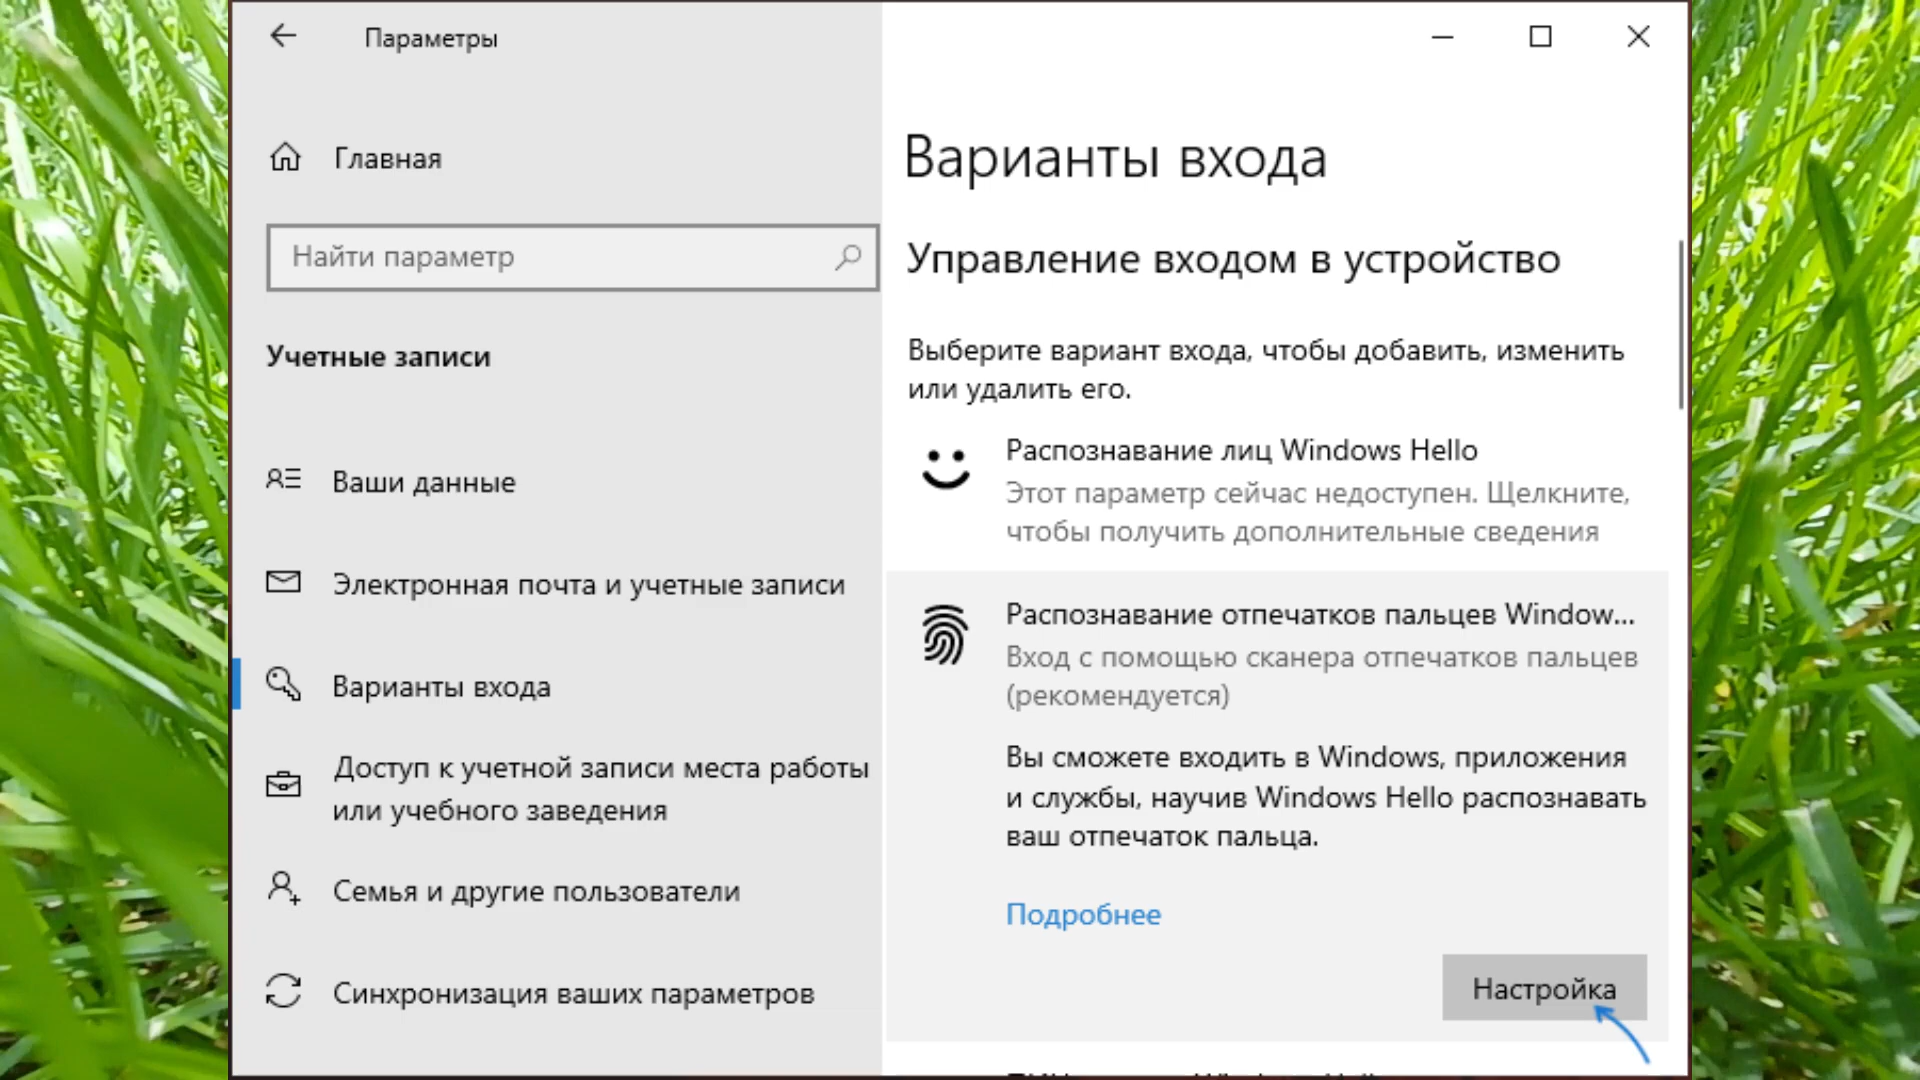 Параметры
Главная
Найти параметр
Учетные записи
Ваши данные
Электронная почта и учетные записи
Варианты входа
Доступ к учетной записи места работы
или учебного заведения
Семья и другие пользователи
Синхронизация ваших параметров
Варианты входа
Управление входом в устройство
Выберите вариант входа, чтобы добавить, изменить
или удалить его.
Распознавание лиц Windows Hello
Этот параметр сейчас недоступен. Щелкните,
чтобы получить дополнительные сведения
Распознавание отпечатков пальцев Window...
Вход с помощью сканера отпечатков пальцев
(рекомендуется)
Вы сможете входить в Windows, приложения
и службы, научив Windows Hello распознавать
ваш отпечаток пальца.
Подробнее
Настройка